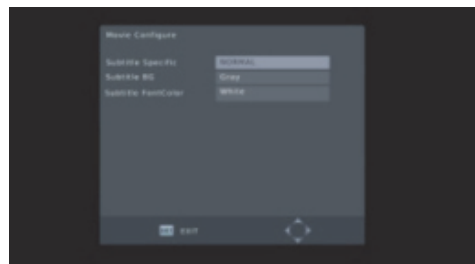 Movie Configure
Subtitle Specific NORMAL
Subtitle BG Gray
Subtitle FontColor White
EXIT